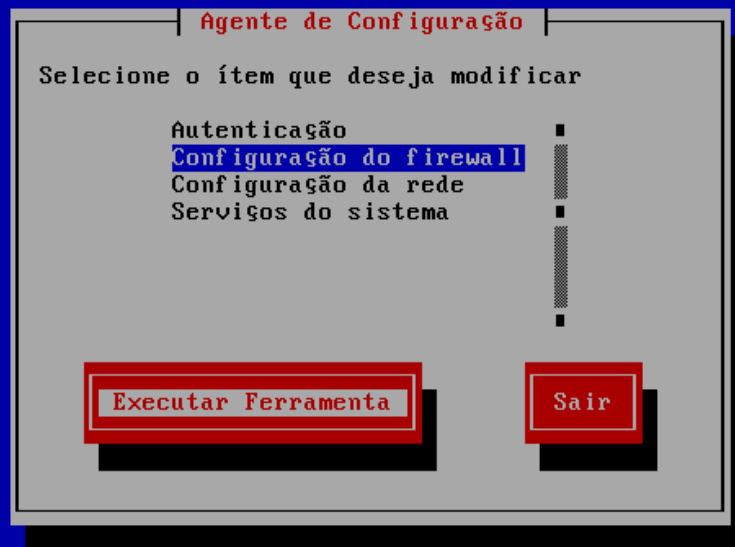 Agente de Configuração
Selecione o ítem que deseja modificar
Autenticação
Configuração do firewall
Configuração da rede
Serviços do sistema
Executar Ferramenta
Sair